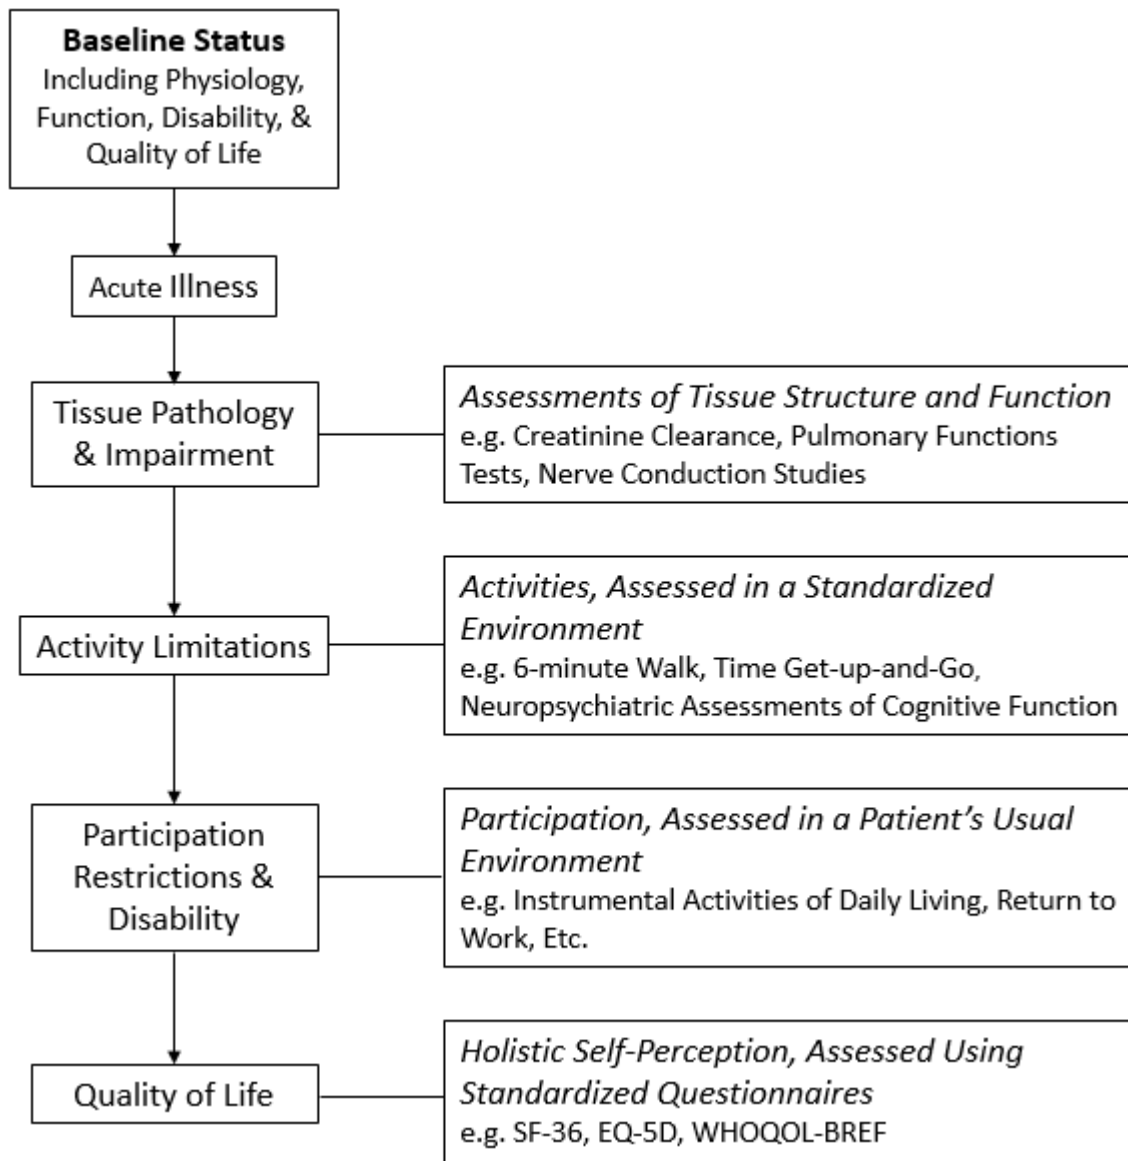 Baseline Status
Including Physiology,
Function, Disability, &
Quality of Life
Acute Illness
Tissue Pathology
& Impairment
Assessments of Tissue Structure and Function
e.g. Creatinine Clearance, Pulmonary Functions
Tests, Nerve Conduction Studies
Activity Limitations
Activities, Assessed in a Standardized
Environment
e.g. 6-minute Walk, Time Get-up-and-Go,
Neuropsychiatric Assessments of Cognitive Function
Participation
Restrictions &
Disability
Participation, Assessed in a Patient's Usual
Environment
e.g. Instrumental Activities of Daily Living, Return to
Work, Etc.
Quality of Life
Holistic Self-Perception, Assessed Using
Standardized Questionnaires
e.g. SF-36, EQ-5D, WHOQOL-BREF